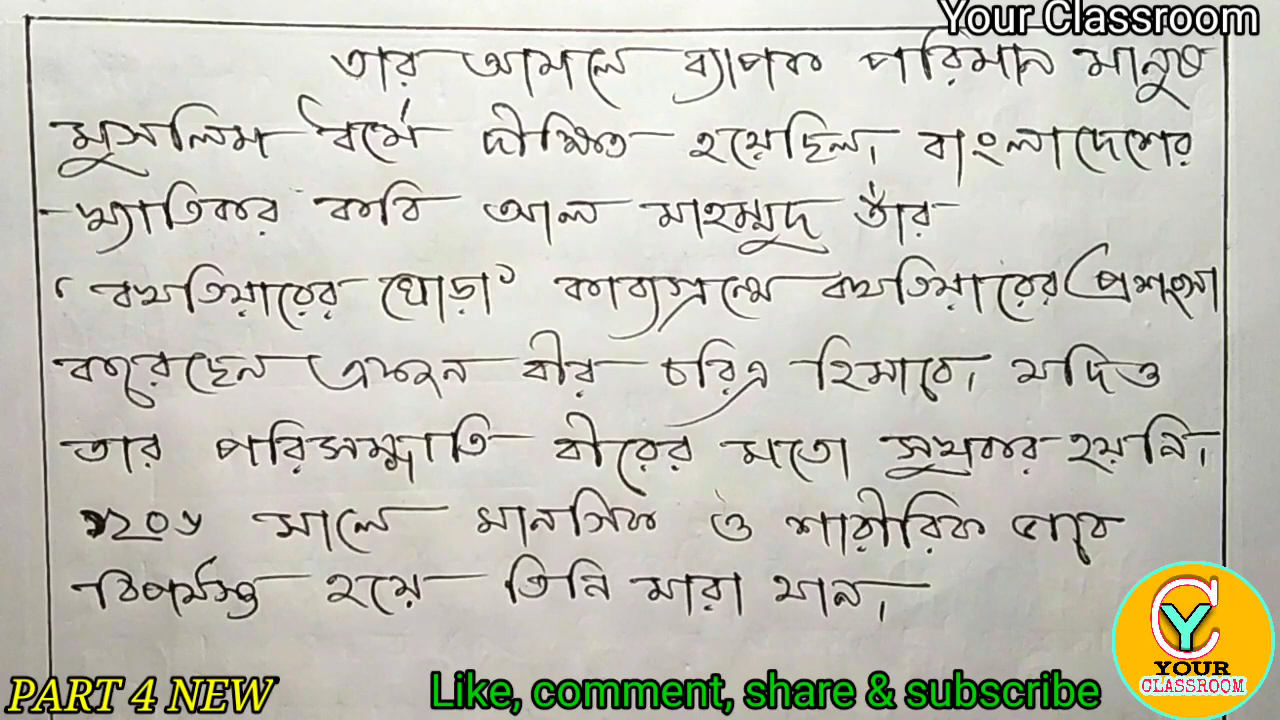 Your Classroom
তার আমলে ব্যাপক পরিমান মানুষ
মুসলিম ধর্মে দীক্ষিত হয়েছিল। বাংলাদেশের
খ্যাতিকার কবি আল মাহমুদ তাঁর
'বখতিয়ারের ঘোড়া' কাব্যগ্রন্থে বখতিয়ারের প্রশংসা
করেছেন একজন বীর চরিত্র হিসাবে। যদিও
তার পরিসমাপ্তি বীরের মতো সুখকর হয়নি।
১২০৬ সালে মানসিক ও শারীরিক ভাবে
বিপর্যস্ত হয়ে তিনি মারা যান।
YOUR
CLASSROOM
PART 4 NEW
Like, comment, share & subscribe